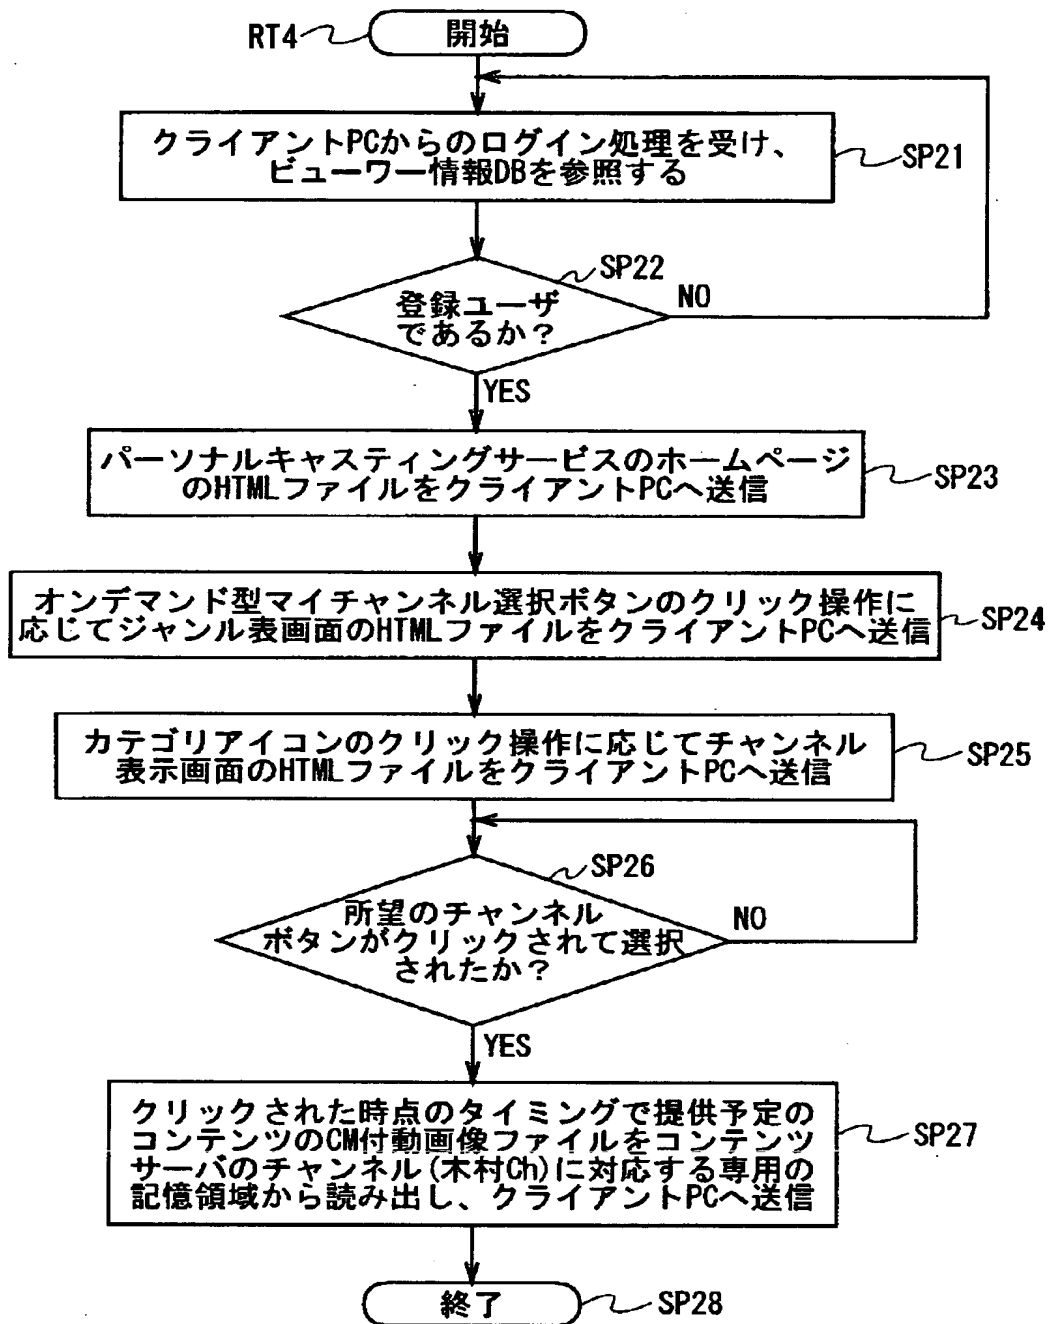 RT4
開始
クライアントPCからのログイン処理を受け、
ビューワー情報DBを参照する
SP21
SP22
登録ユーザ
であるか?
NO
YES
パーソナルキャスティングサービスのホームページ
のHTMLファイルをクライアントPCへ送信
SP23
オンデマンド型マイチャンネル選択ボタンのクリック操作に
応じてジャンル表画面のHTMLファイルをクライアントPCへ送信
SP24
カテゴリアイコンのクリック操作に応じてチャンネル
表示画面のHTMLファイルをクライアントPCへ送信
SP25
SP26
所望のチャンネル
ボタンがクリックされて選択
されたか?
NO
YES
クリックされた時点のタイミングで提供予定の
コンテンツのCM付動画像ファイルをコンテンツ
サーバのチャンネル(木村Ch)に対応する専用の
記憶領域から読み出し、クライアントPCへ送信
SP27
終了
SP28